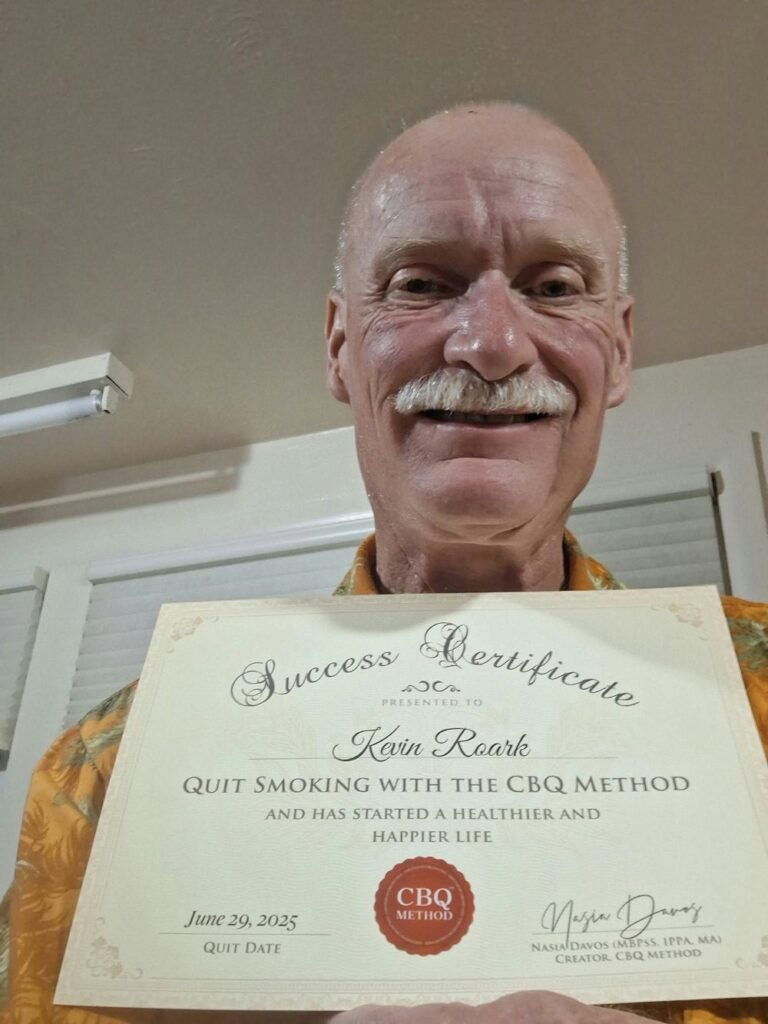 Success Certificate
PRESENTED TO
Kevin Roark
QUIT SMOKING WITH THE CBQ METHOD
AND HAS STARTED A HEALTHIER AND
HAPPIER LIFE
CBQ
METHOD
June 29, 2025
QUIT DATE
Nasia Davos
NASIA DAVOS (MBPSS, IPPA, MA)
CREATOR, CBQ METHOD